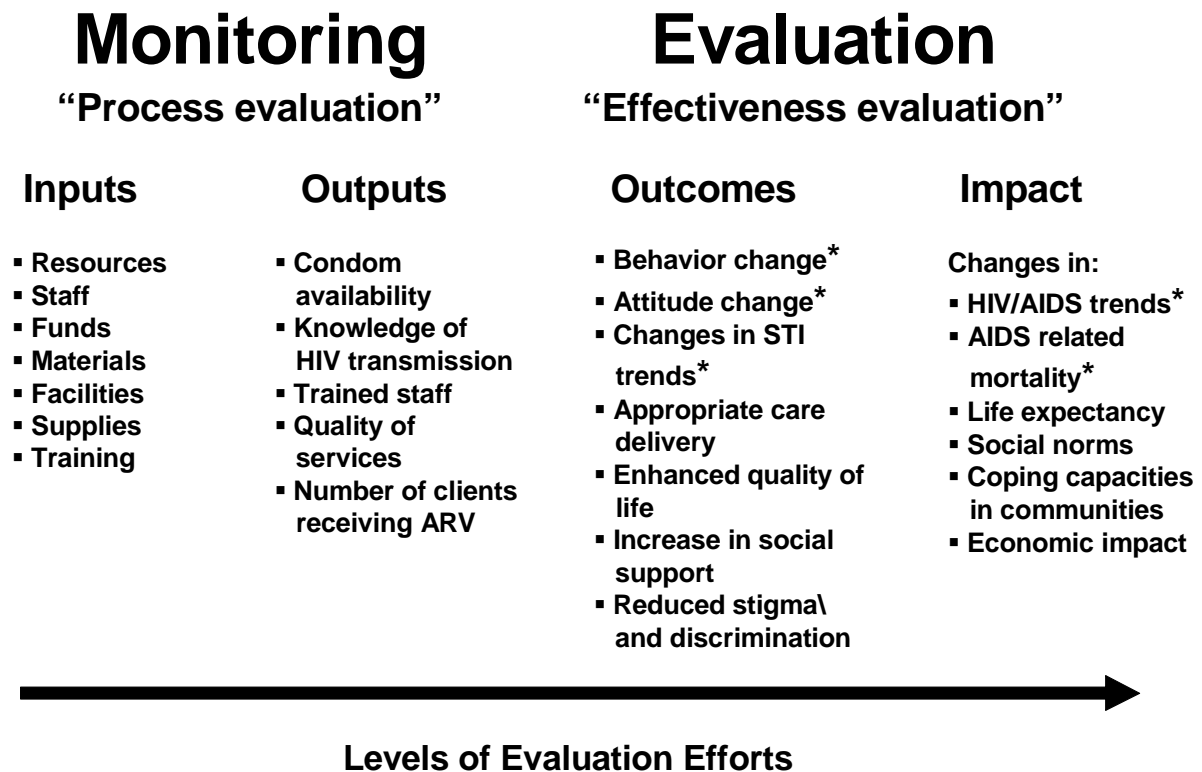 Monitoring
“Process evaluation”
Evaluation
“Effectiveness evaluation”
Inputs
▪ Resources
▪ Staff
▪ Funds
▪ Materials
▪ Facilities
▪ Supplies
▪ Training
Outputs
▪ Condom
availability
▪ Knowledge of
HIV transmission
▪ Trained staff
▪ Quality of
services
▪ Number of clients
receiving ARV
Outcomes
▪ Behavior change*
▪ Attitude change*
▪ Changes in STI
trends*
▪ Appropriate care
delivery
▪ Enhanced quality of
life
▪ Increase in social
support
▪ Reduced stigma\
and discrimination
Impact
Changes in:
▪ HIV/AIDS trends*
▪ AIDS related
mortality*
▪ Life expectancy
▪ Social norms
▪ Coping capacities
in communities
▪ Economic impact
Levels of Evaluation Efforts